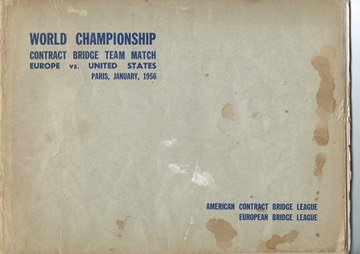 WORLD CHAMPIONSHIP
CONTRACT BRIDGE TEAM MATCH
EUROPE vs. UNITED STATES
PARIS, JANUARY, 1956
AMERICAN CONTRACT BRIDGE LEAGUE
EUROPEAN BRIDGE LEAGUE